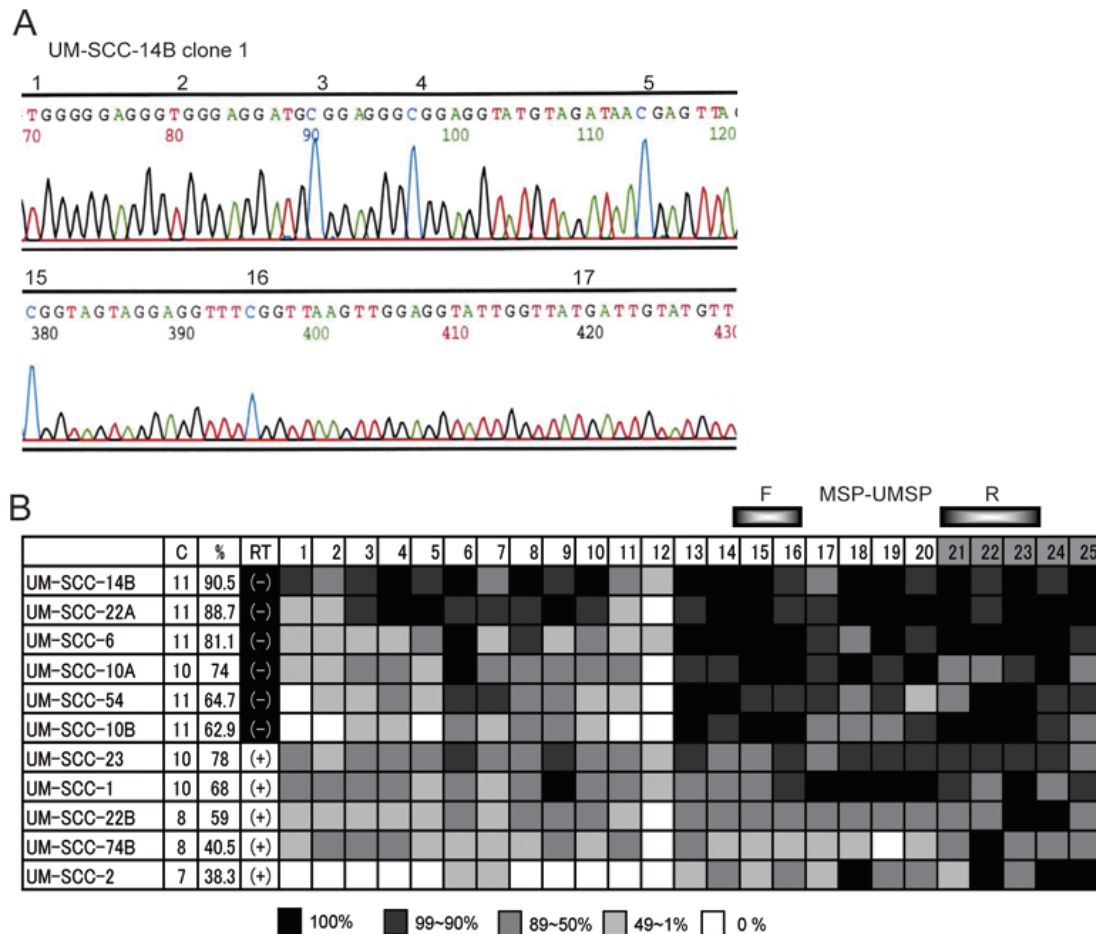 A
UM-SCC-14B clone 1
1 2 3 4 5
TGGGGGAGGGTGGGAGGATGCGGAGGGCGGAGGTATGTAGATAACGAGTTA
70 80 90 100 110 120
15 16 17
CGGTAGTAGGAGGTTTCGGTTAAGTTGGAGGTATTGGTTATGATTGTATGTT
380 390 400 410 420 430
B
F MSP-UMSP R
C % RT 1 2 3 4 5 6 7 8 9 10 11 12 13 14 15 16 17 18 19 20 21 22 23 24 25
UM-SCC-14B 11 90.5 (-)
UM-SCC-22A 11 88.7 (-)
UM-SCC-6 11 81.1 (-)
UM-SCC-10A 10 74 (-)
UM-SCC-54 11 64.7 (-)
UM-SCC-10B 11 62.9 (-)
UM-SCC-23 10 78 (+)
UM-SCC-1 10 68 (+)
UM-SCC-22B 8 59 (+)
UM-SCC-74B 8 40.5 (+)
UM-SCC-2 7 38.3 (+)
100% 99~90% 89~50% 49~1% 0 %